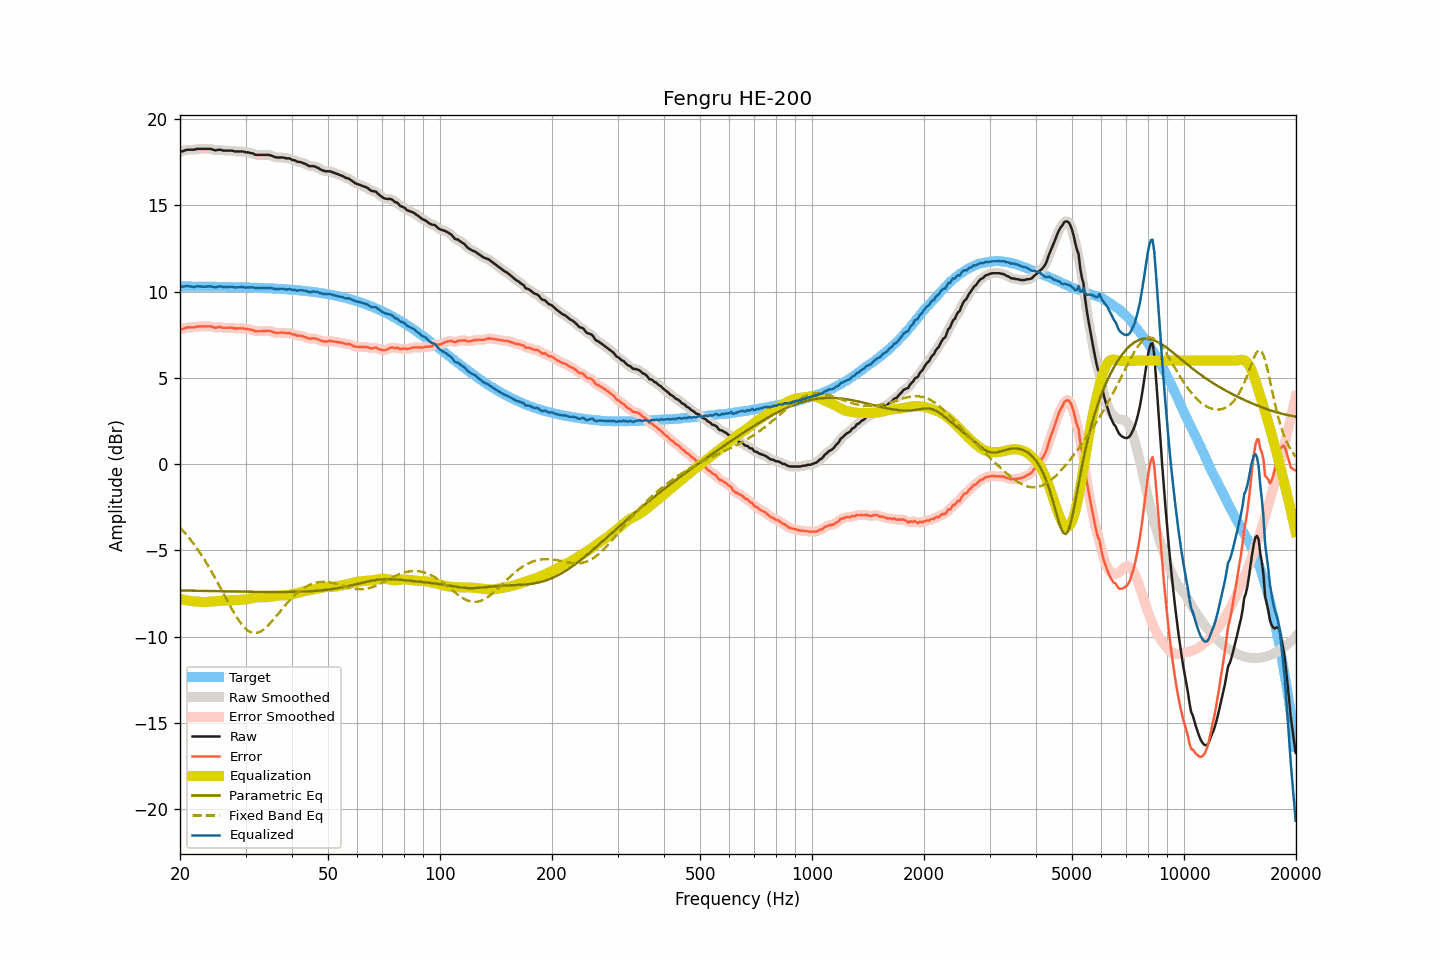 Fengru HE-200
20
15
10
5
0
−5
−10
−15
−20
Amplitude (dBr)
Target
Raw Smoothed
Error Smoothed
Raw
Error
Equalization
Parametric Eq
Fixed Band Eq
Equalized
20 50 100 200 500 1000 2000 5000 10000 20000
Frequency (Hz)